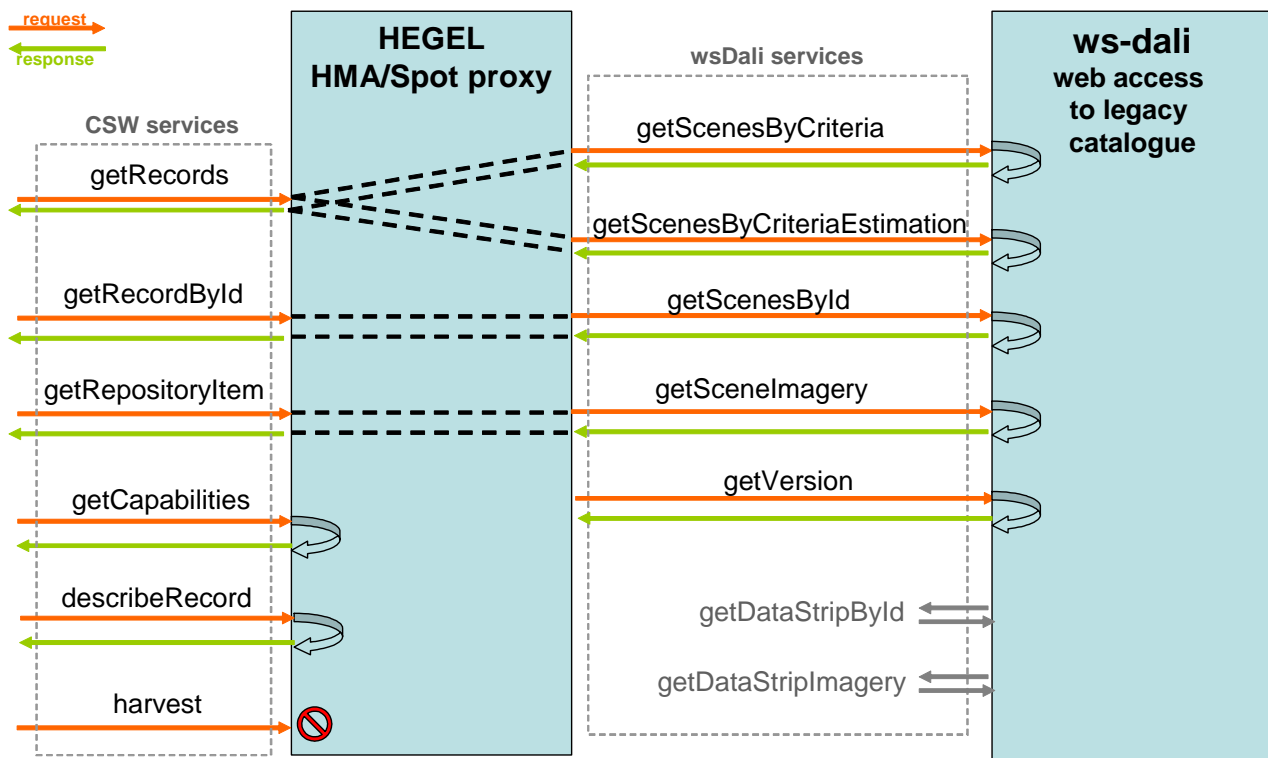 request
response
HEGEL
HMA/Spot proxy
wsDali services
ws-dali
web access
to legacy
catalogue
CSW services
getRecords
getRecordById
getRepositoryItem
getCapabilities
describeRecord
harvest
getScenesByCriteria
getScenesByCriteriaEstimation
getScenesById
getSceneImagery
getVersion
getDataStripById
getDataStripImagery